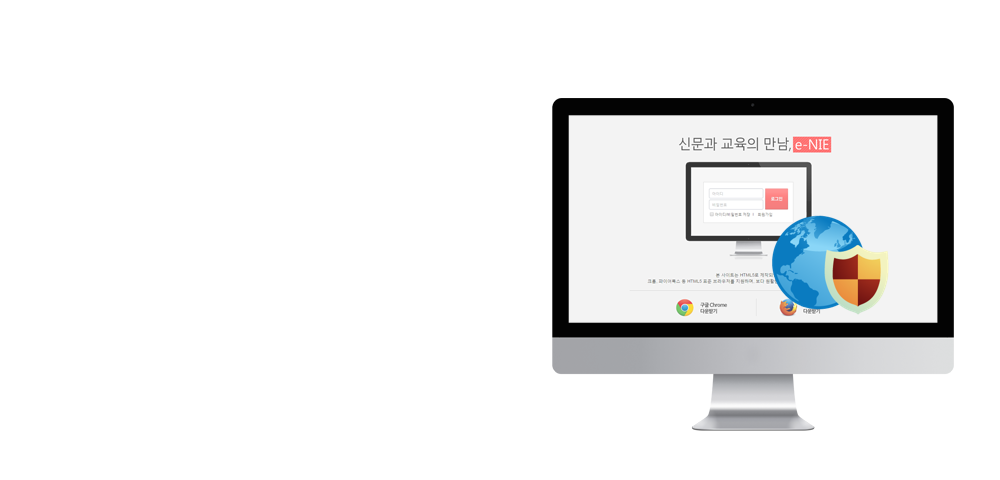 신문과 교육의 만남, e-NIE
아이디
비밀번호
로그인
아이디/비밀번호 저장
회원가입
본 사이트는 HTML5로 제작되
크롬, 파이어폭스 등 HTML5 표준 브라우저를 지원하며, 보다 원활
구글 Chrome
다운받기
다운받기